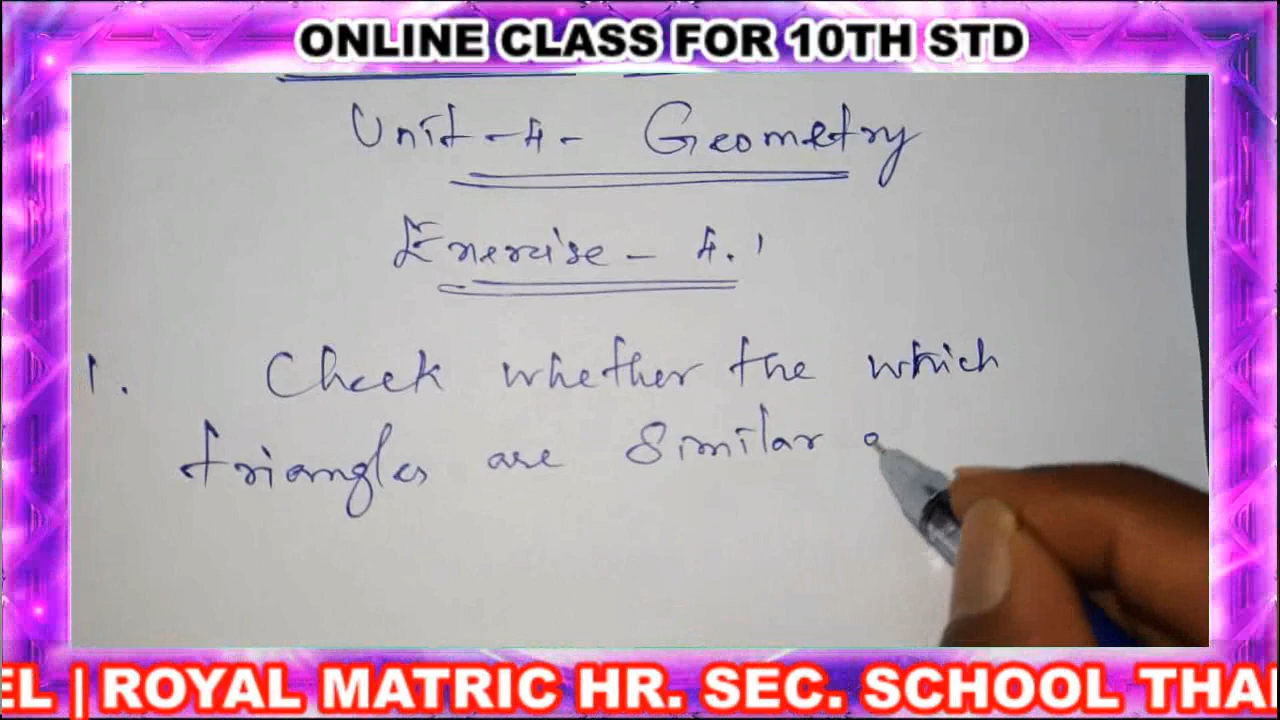 ONLINE CLASS FOR 10TH STD
Unit - 4 - Geometry
Exercise - 4.1
1. Check whether the which
triangles are Similar
EL | ROYAL MATRIC HR. SEC. SCHOOL THA